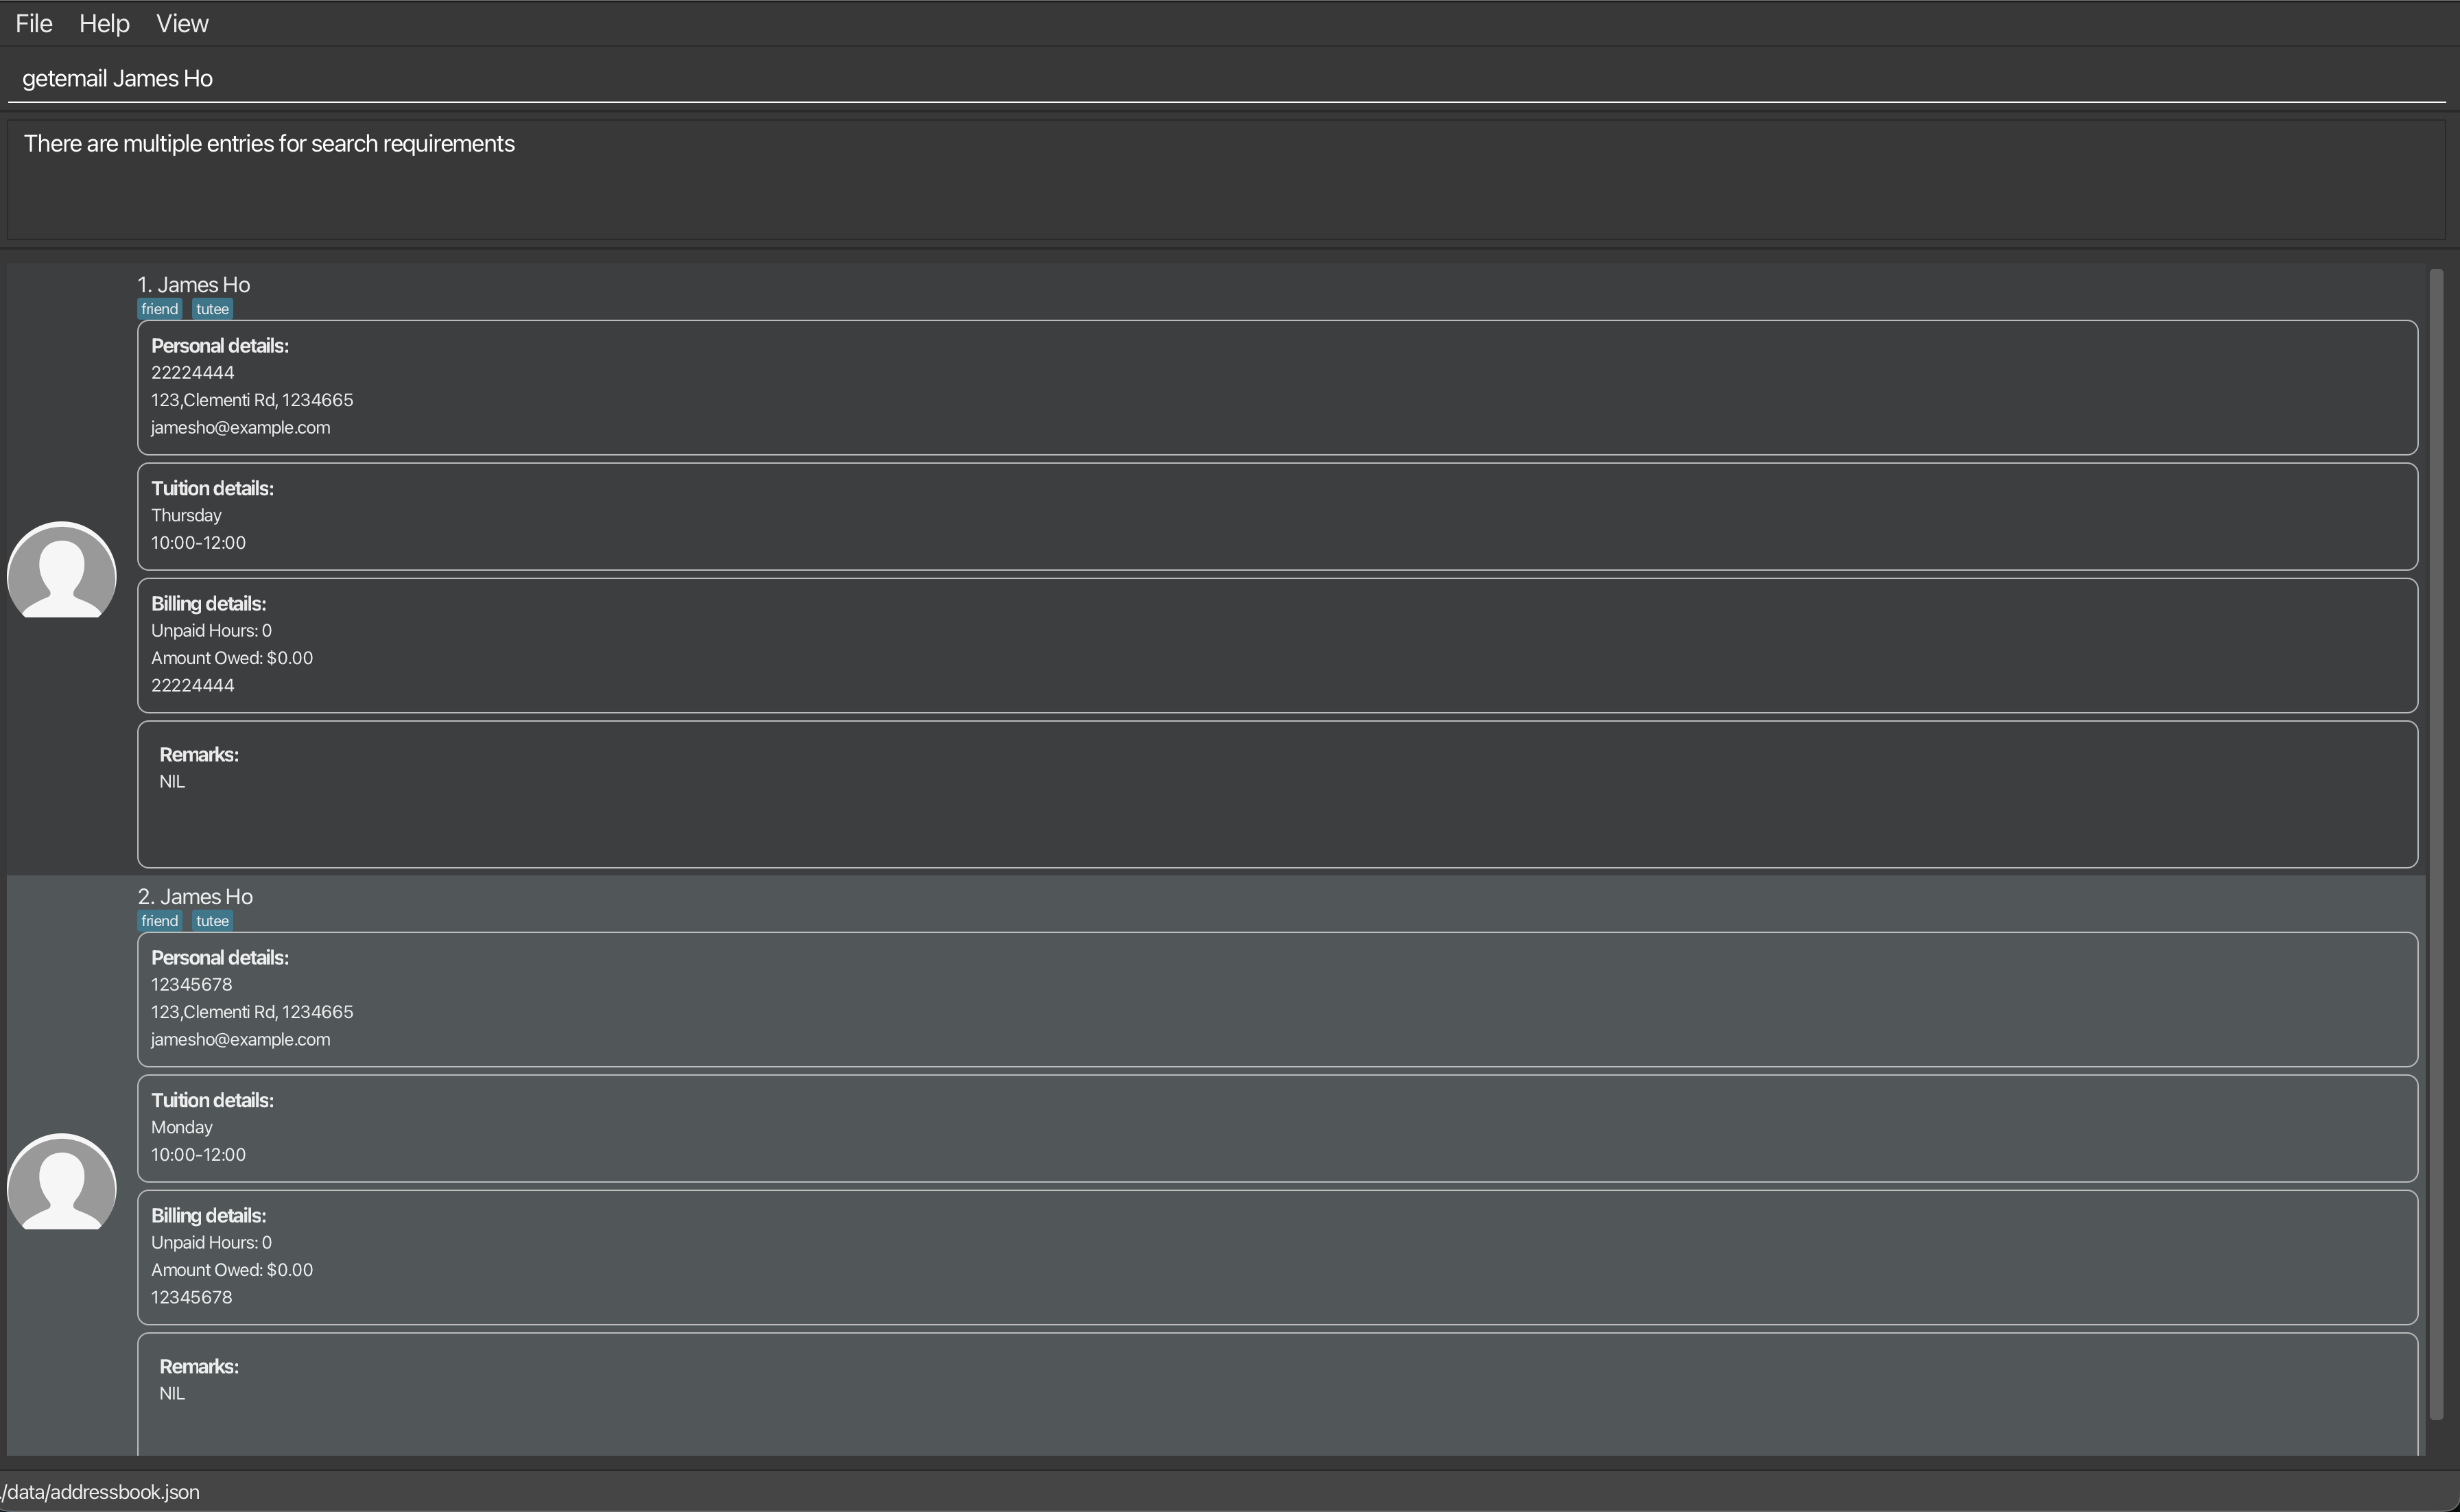 File Help View
getemail James Ho
There are multiple entries for search requirements
1. James Ho
friend tutee
Personal details:
22224444
123,Clementi Rd, 1234665
jamesho@example.com
Tuition details:
Thursday
10:00-12:00
Billing details:
Unpaid Hours: 0
Amount Owed: $0.00
22224444
Remarks:
NIL
2. James Ho
friend tutee
Personal details:
12345678
123,Clementi Rd, 1234665
jamesho@example.com
Tuition details:
Monday
10:00-12:00
Billing details:
Unpaid Hours: 0
Amount Owed: $0.00
12345678
Remarks:
NIL
./data/addressbook.json